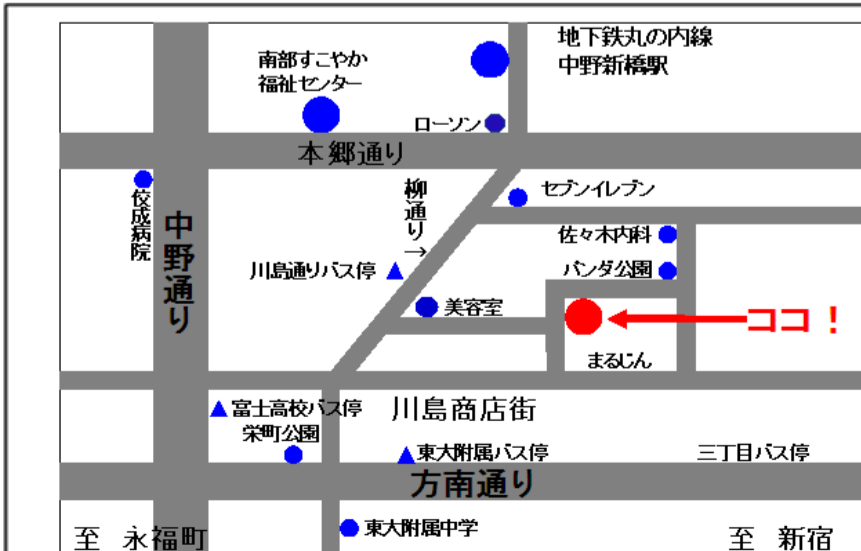 地下鉄丸の内線
中野新橋駅
南部すこやか
福祉センター
ローソン
本郷通り
佼成病院
中野通り
柳通り→
セブンイレブン
佐々木内科
パンダ公園
川島通りバス停
美容室
ココ！
まるじん
富士高校バス停
川島商店街
栄町公園
東大附属バス停
三丁目バス停
方南通り
東大附属中学
至 永福町
至 新宿